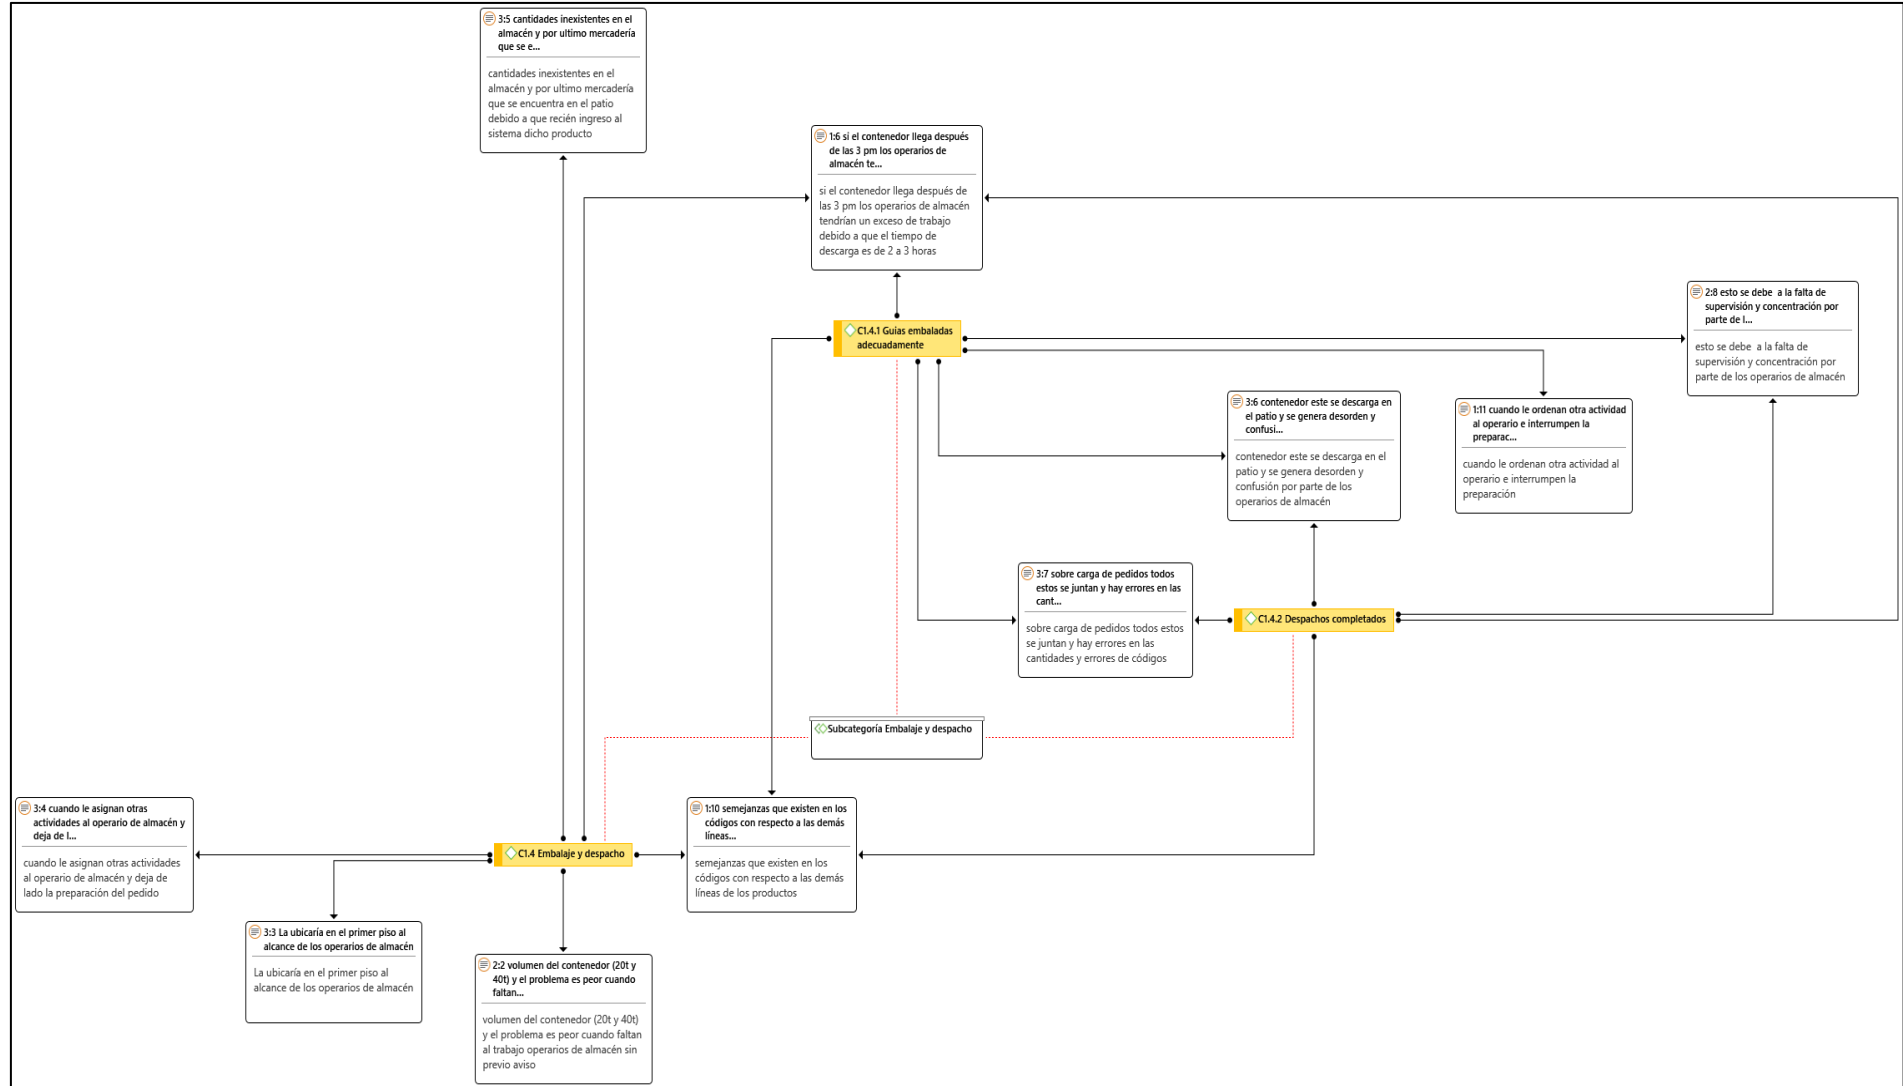 3:5 cantidades inexistentes en el
almacén y por ultimo mercadería
que se e...
cantidades inexistentes en el
almacén y por ultimo mercadería
que se encuentra en el patio
debido a que recién ingreso al
sistema dicho producto
1:6 si el contenedor llega después
de las 3 pm los operarios de
almacén te...
si el contenedor llega después de
las 3 pm los operarios de almacén
tendrían un exceso de trabajo
debido a que el tiempo de
descarga es de 2 a 3 horas
C1.4.1 Guías embaladas
adecuadamente
2:8 esto se debe  a la falta de
supervisión y concentración por
parte de l...
esto se debe  a la falta de
supervisión y concentración por
parte de los operarios de almacén
3:6 contenedor este se descarga en
el patio y se genera desorden y
confusi...
contenedor este se descarga en el
patio y se genera desorden y
confusión por parte de los
operarios de almacén
1:11 cuando le ordenan otra actividad
al operario e interrumpen la
preparac...
cuando le ordenan otra actividad al
operario e interrumpen la
preparación
3:7 sobre carga de pedidos todos
estos se juntan y hay errores en las
cant...
sobre carga de pedidos todos estos
se juntan y hay errores en las
cantidades y errores de códigos
C1.4.2 Despachos completados
Subcategoría Embalaje y despacho
3:4 cuando le asignan otras
actividades al operario de almacén y
deja de l...
cuando le asignan otras actividades
al operario de almacén y deja de
lado la preparación del pedido
C1.4 Embalaje y despacho
1:10 semejanzas que existen en los
códigos con respecto a las demás
líneas...
semejanzas que existen en los
códigos con respecto a las demás
líneas de los productos
3:3 La ubicaría en el primer piso al
alcance de los operarios de almacén
La ubicaría en el primer piso al
alcance de los operarios de almacén
2:2 volumen del contenedor (20t y
40t) y el problema es peor cuando
faltan...
volumen del contenedor (20t y 40t)
y el problema es peor cuando faltan
al trabajo operarios de almacén sin
previo aviso